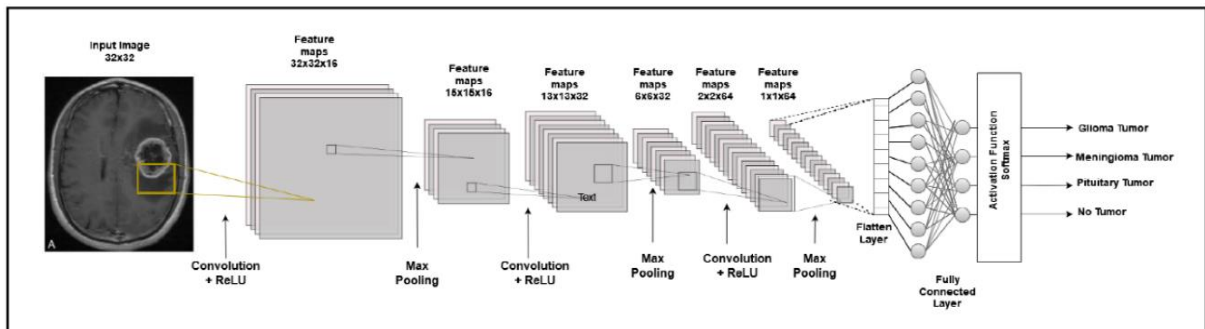 Input Image
32x32
Feature
maps
32x32x16
Feature
maps
15x15x16
Feature
maps
13x13x32
Feature
maps
6x6x32
Feature
maps
2x2x64
Feature
maps
1x1x64
A
Text
Convolution
+ ReLU
Max
Pooling
Convolution
+ ReLU
Max
Pooling
Convolution
+ ReLU
Max
Pooling
Flatten
Layer
Fully
Connected
Layer
Activation Function
Softmax
Glioma Tumor
Meningioma Tumor
Pituitary Tumor
No Tumor